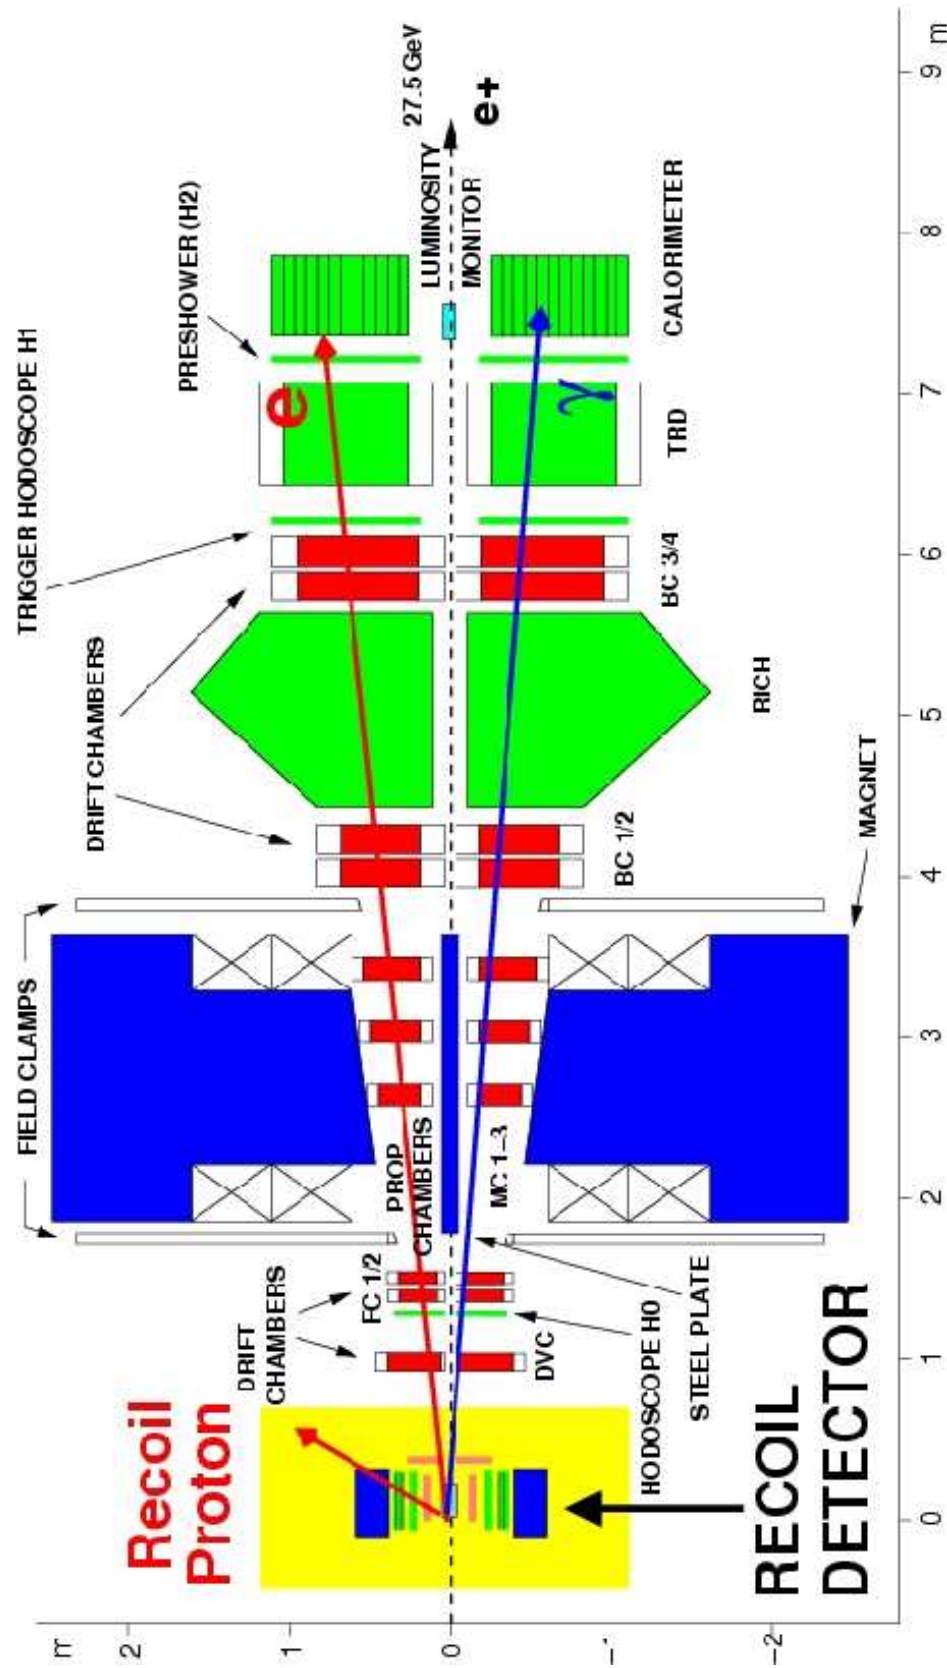 FIELD CLAMPS
DRIFT CHAMBERS
TRIGGER HODOSCOPE H1
PRESHOWER (H2)
27.5 GeV
e+
LUMINOSITY
MONITOR
Recoil
Proton
DRIFT
CHAMBERS
FC 1/2
PROP
CHAMBERS
e
γ
DVC
MC 1-3
HODOSCOPE H0
STEEL PLATE
BC 1/2
RICH
BC 3/4
TRD
CALORIMETER
MAGNET
RECOIL
DETECTOR
m
2
1
0
-1
-2
0
1
2
3
4
5
6
7
8
9
m